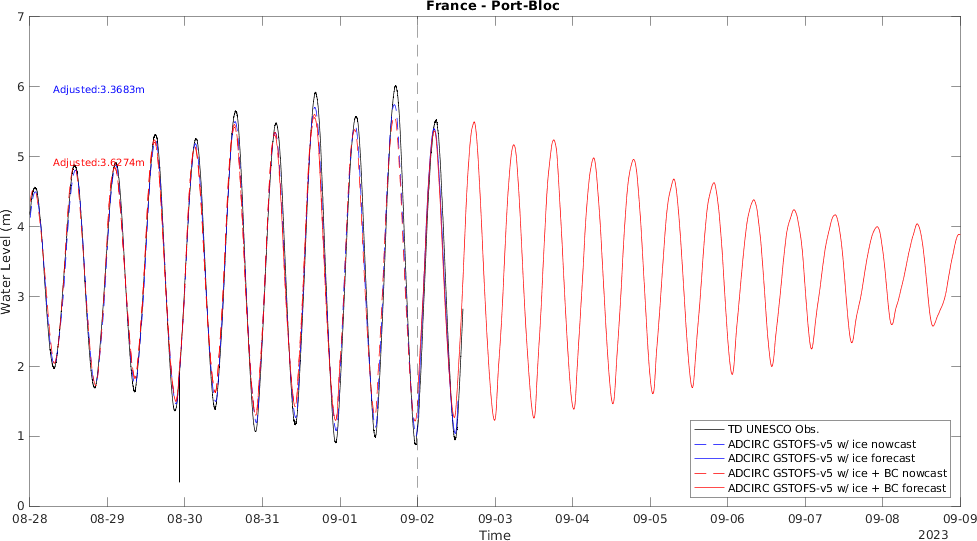 France - Port-Bloc
7
6
5
4
3
2
1
0
Water Level (m)
Adjusted:3.3683m
Adjusted:3.6274m
TD UNESCO Obs.
ADCIRC GSTOFS-v5 w/ ice nowcast
ADCIRC GSTOFS-v5 w/ ice forecast
ADCIRC GSTOFS-v5 w/ ice + BC nowcast
ADCIRC GSTOFS-v5 w/ ice + BC forecast
08-28 08-29 08-30 08-31 09-01 09-02 09-03 09-04 09-05 09-06 09-07 09-08 09-09
Time
2023